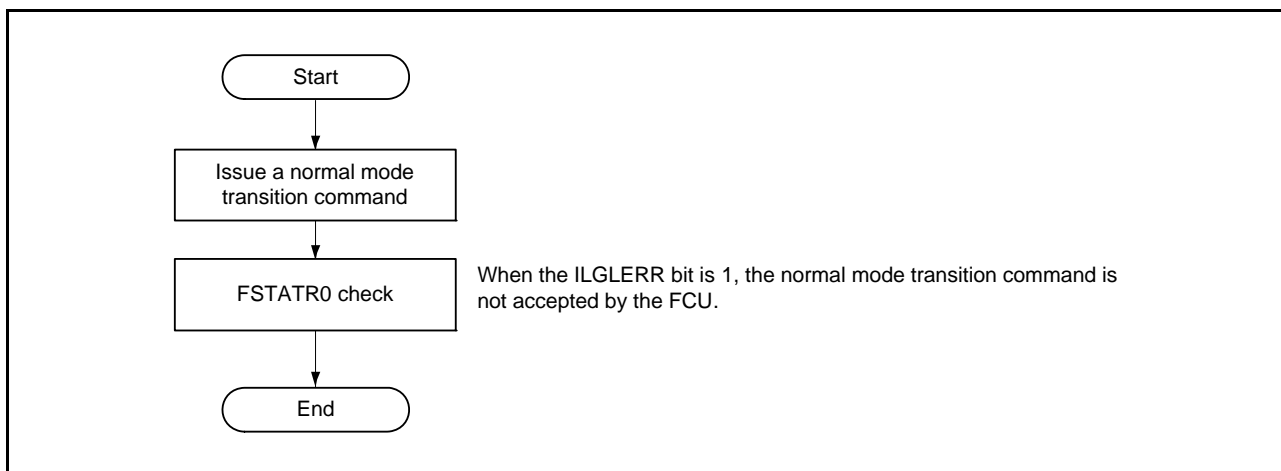 Start
Issue a normal mode
transition command
FSTATR0 check
When the ILGLERR bit is 1, the normal mode transition command is
not accepted by the FCU.
End